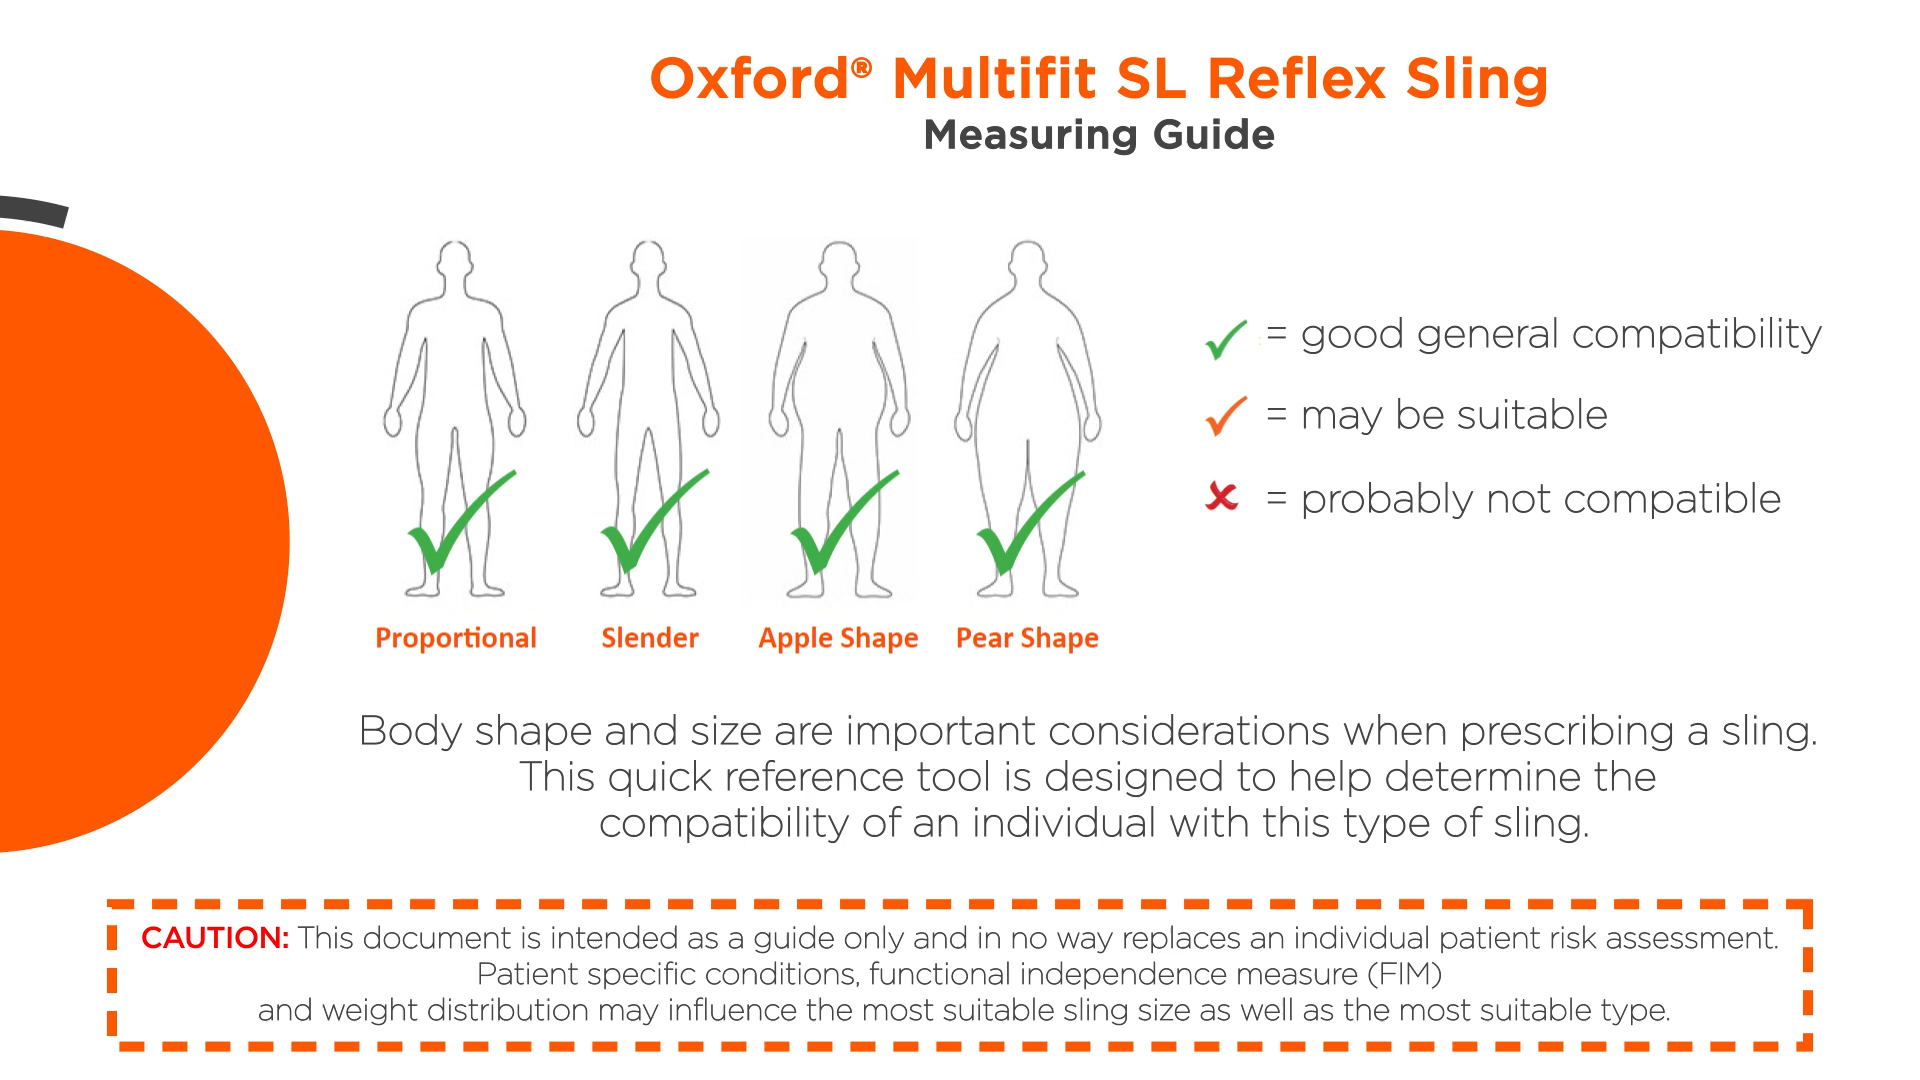 Oxford® Multifit SL Reflex Sling
Measuring Guide
= good general compatibility
= may be suitable
= probably not compatible
Proportional
Slender
Apple Shape
Pear Shape
Body shape and size are important considerations when prescribing a sling.
This quick reference tool is designed to help determine the
compatibility of an individual with this type of sling.
CAUTION: This document is intended as a guide only and in no way replaces an individual patient risk assessment.
Patient specific conditions, functional independence measure (FIM)
and weight distribution may influence the most suitable sling size as well as the most suitable type.